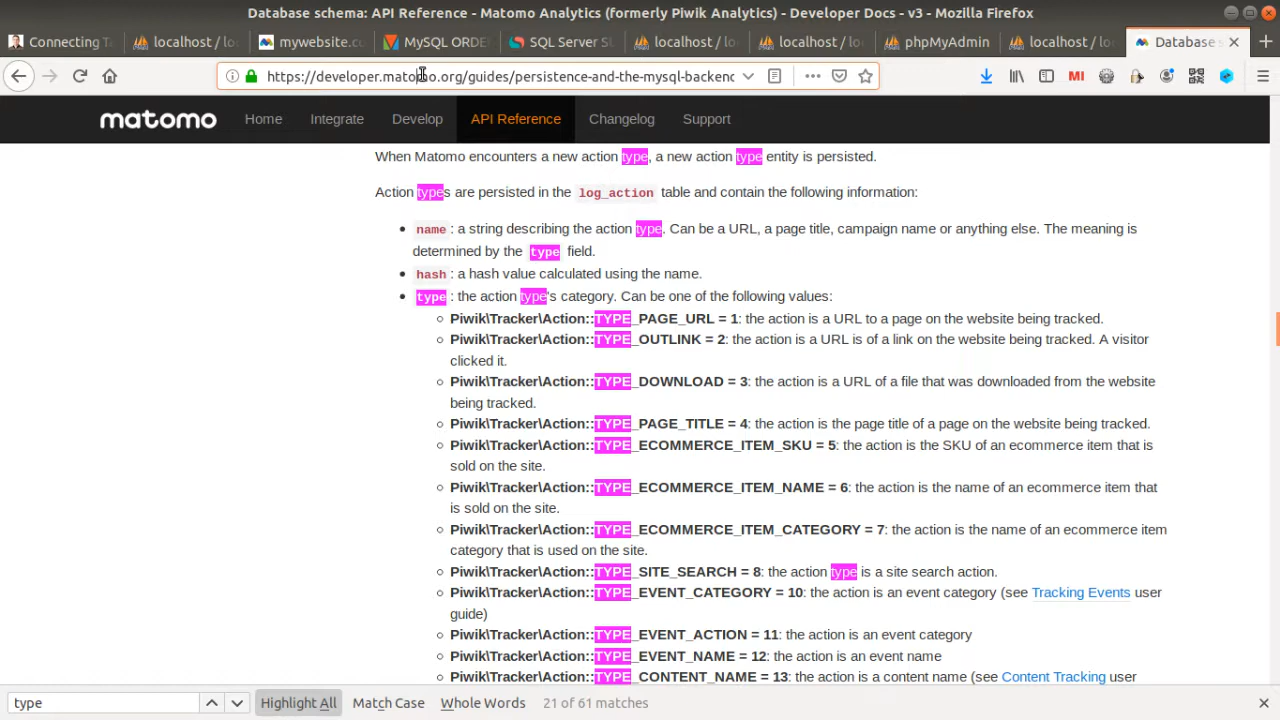 Database schema: API Reference - Matomo Analytics (formerly Piwik Analytics) - Developer Docs - v3 - Mozilla Firefox
Connecting T
localhost / lo
mywebsite.cu
MySQL ORDE
SQL Server SU
localhost / lo
localhost / lo
phpMyAdmin
localhost / lo
Database s
https://developer.matomo.org/guides/persistence-and-the-mysql-backend
matomo Home Integrate Develop API Reference Changelog Support
When Matomo encounters a new action type, a new action type entity is persisted.
Action types are persisted in the log_action table and contain the following information:
• name: a string describing the action type. Can be a URL, a page title, campaign name or anything else. The meaning is
determined by the type field.
• hash: a hash value calculated using the name.
• type: the action type's category. Can be one of the following values:
Piwik\Tracker\Action::TYPE_PAGE_URL = 1: the action is a URL to a page on the website being tracked.
Piwik\Tracker\Action::TYPE_OUTLINK = 2: the action is a URL is of a link on the website being tracked. A visitor
clicked it.
Piwik\Tracker\Action::TYPE_DOWNLOAD = 3: the action is a URL of a file that was downloaded from the website
being tracked.
Piwik\Tracker\Action::TYPE_PAGE_TITLE = 4: the action is the page title of a page on the website being tracked.
Piwik\Tracker\Action::TYPE_ECOMMERCE_ITEM_SKU = 5: the action is the SKU of an ecommerce item that is
sold on the site.
Piwik\Tracker\Action::TYPE_ECOMMERCE_ITEM_NAME = 6: the action is the name of an ecommerce item that
is sold on the site.
Piwik\Tracker\Action::TYPE_ECOMMERCE_ITEM_CATEGORY = 7: the action is the name of an ecommerce item
category that is used on the site.
Piwik\Tracker\Action::TYPE_SITE_SEARCH = 8: the action type is a site search action.
Piwik\Tracker\Action::TYPE_EVENT_CATEGORY = 10: the action is an event category (see Tracking Events user
guide)
Piwik\Tracker\Action::TYPE_EVENT_ACTION = 11: the action is an event category
Piwik\Tracker\Action::TYPE_EVENT_NAME = 12: the action is an event name
Piwik\Tracker\Action::TYPE_CONTENT_NAME = 13: the action is a content name (see Content Tracking user
type Highlight All Match Case Whole Words 21 of 61 matches